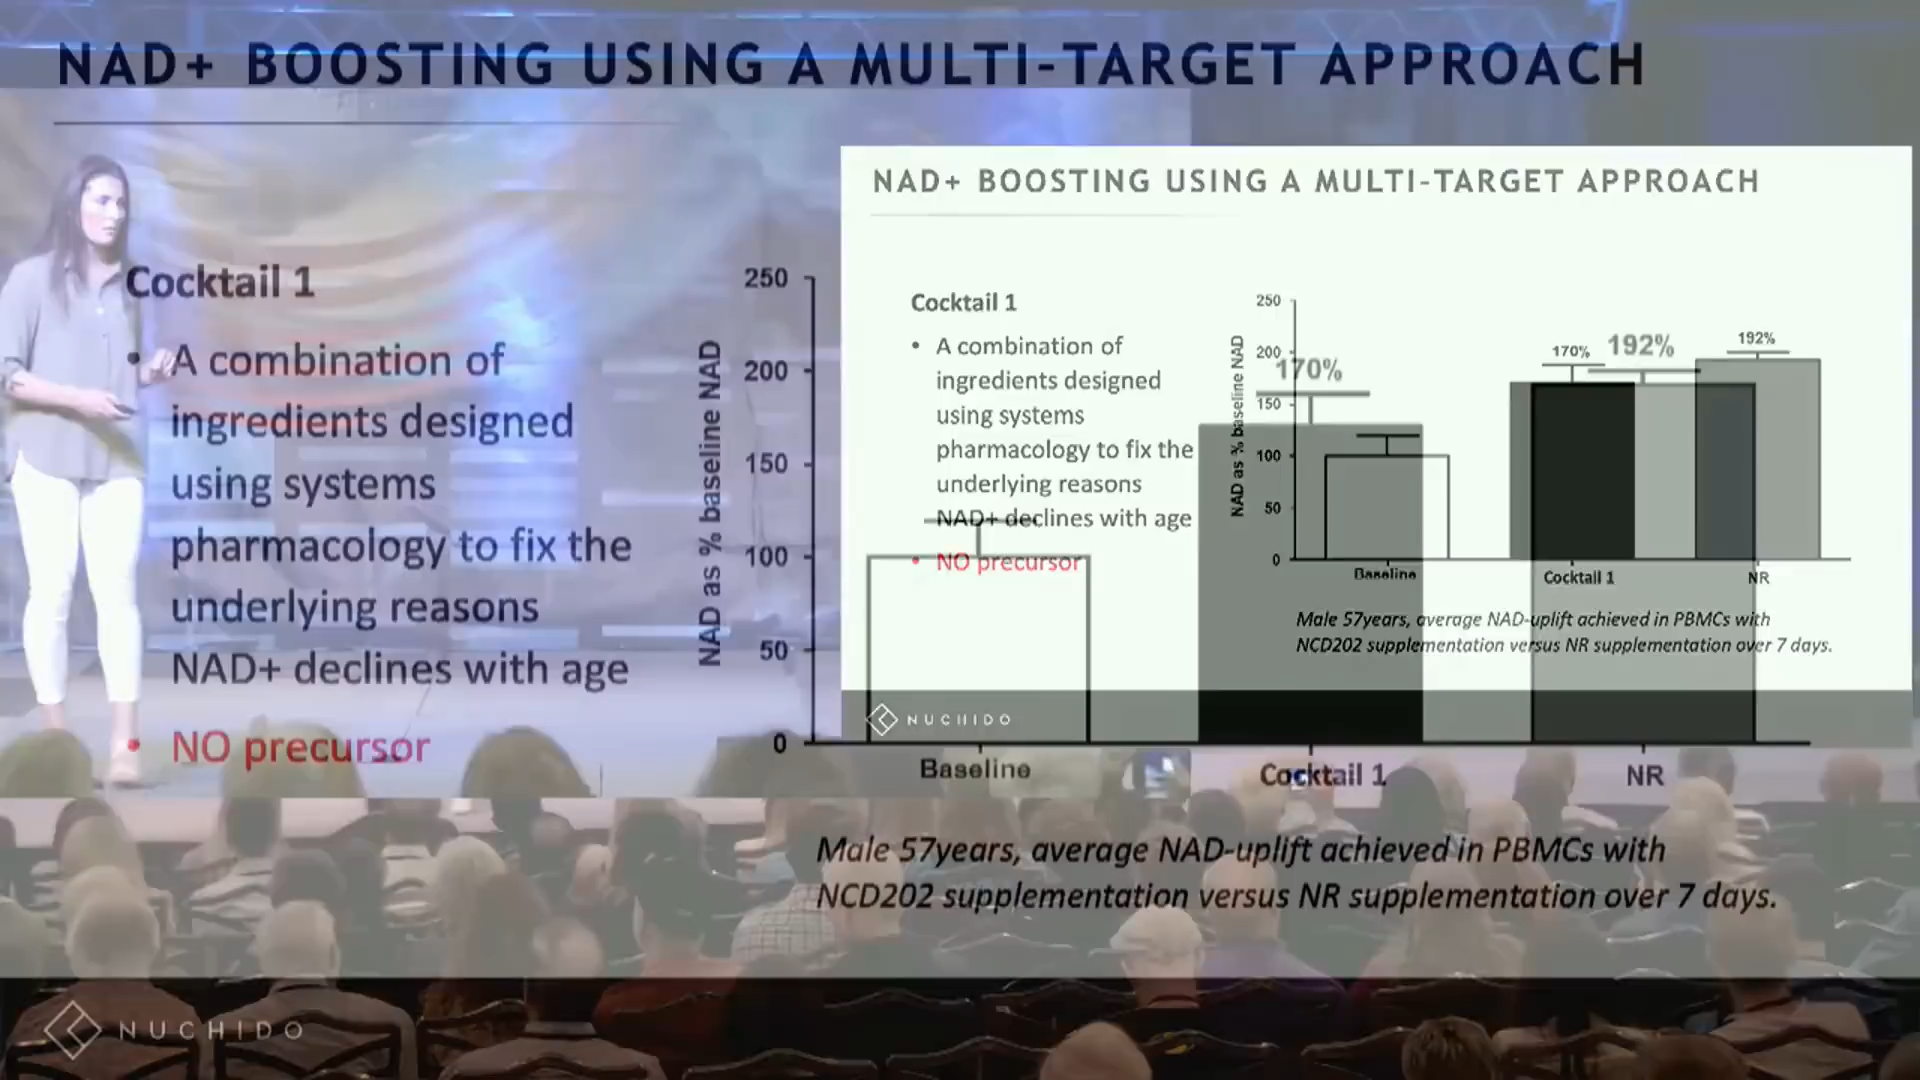 NAD+ BOOSTING USING A MULTI-TARGET APPROACH
Cocktail 1
• A combination of
ingredients designed
using systems
pharmacology to fix the
underlying reasons
NAD+ declines with age
• NO precursor
NAD as % baseline NAD
250
200
150
100
50
0
170%
192%
Baseline
Cocktail 1
NR
Male 57years, average NAD-uplift achieved in PBMCs with
NCD202 supplementation versus NR supplementation over 7 days.
NUCHIDO
NAD+ BOOSTING USING A MULTI-TARGET APPROACH
Cocktail 1
• A combination of
ingredients designed
using systems
pharmacology to fix the
underlying reasons
NAD+ declines with age
• NO precursor
NAD as % baseline NAD
250
200
150
100
50
0
170%
192%
Baseline
Cocktail 1
NR
Male 57years, average NAD-uplift achieved in PBMCs with
NCD202 supplementation versus NR supplementation over 7 days.
NUCHIDO